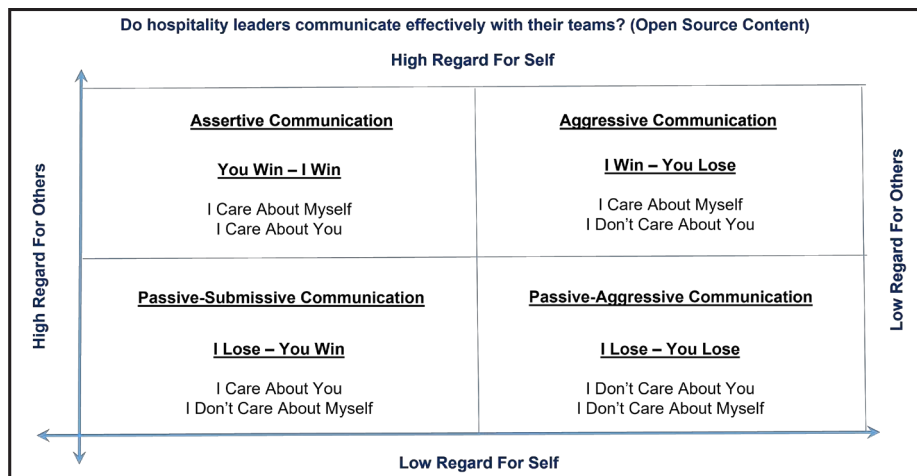 Do hospitality leaders communicate effectively with their teams? (Open Source Content)
High Regard For Self
High Regard For Others
Assertive Communication
You Win – I Win
I Care About Myself
I Care About You
Aggressive Communication
I Win – You Lose
I Care About Myself
I Don’t Care About You
Low Regard For Others
Passive-Submissive Communication
I Lose – You Win
I Care About You
I Don’t Care About Myself
Passive-Aggressive Communication
I Lose – You Lose
I Don’t Care About You
I Don’t Care About Myself
Low Regard For Self